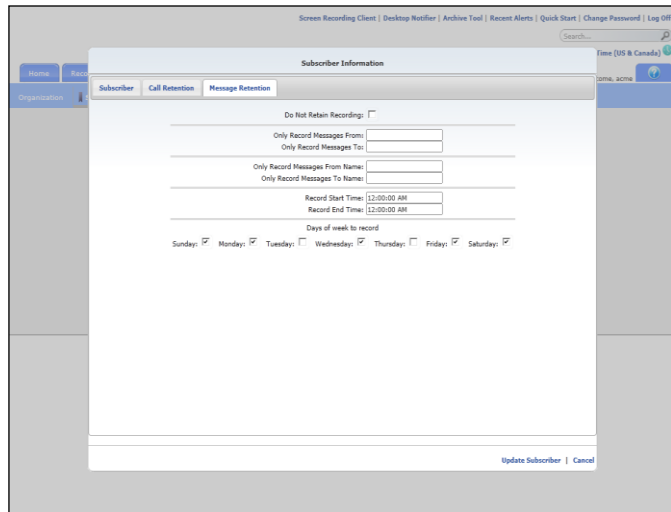 Screen Recording Client | Desktop Notifier | Archive Tool | Recent Alerts | Quick Start | Change Password | Log Off
Search...
Time (US & Canada)
Subscriber Information
Home
ome, acme
Subscriber Call Retention Message Retention
Organization
Do Not Retain Recording:
Only Record Messages From:
Only Record Messages To:
Only Record Messages From Name:
Only Record Messages To Name:
Record Start Time: 12:00:00 AM
Record End Time: 12:00:00 AM
Days of week to record
Sunday: Monday: Tuesday: Wednesday: Thursday: Friday: Saturday:
Update Subscriber | Cancel